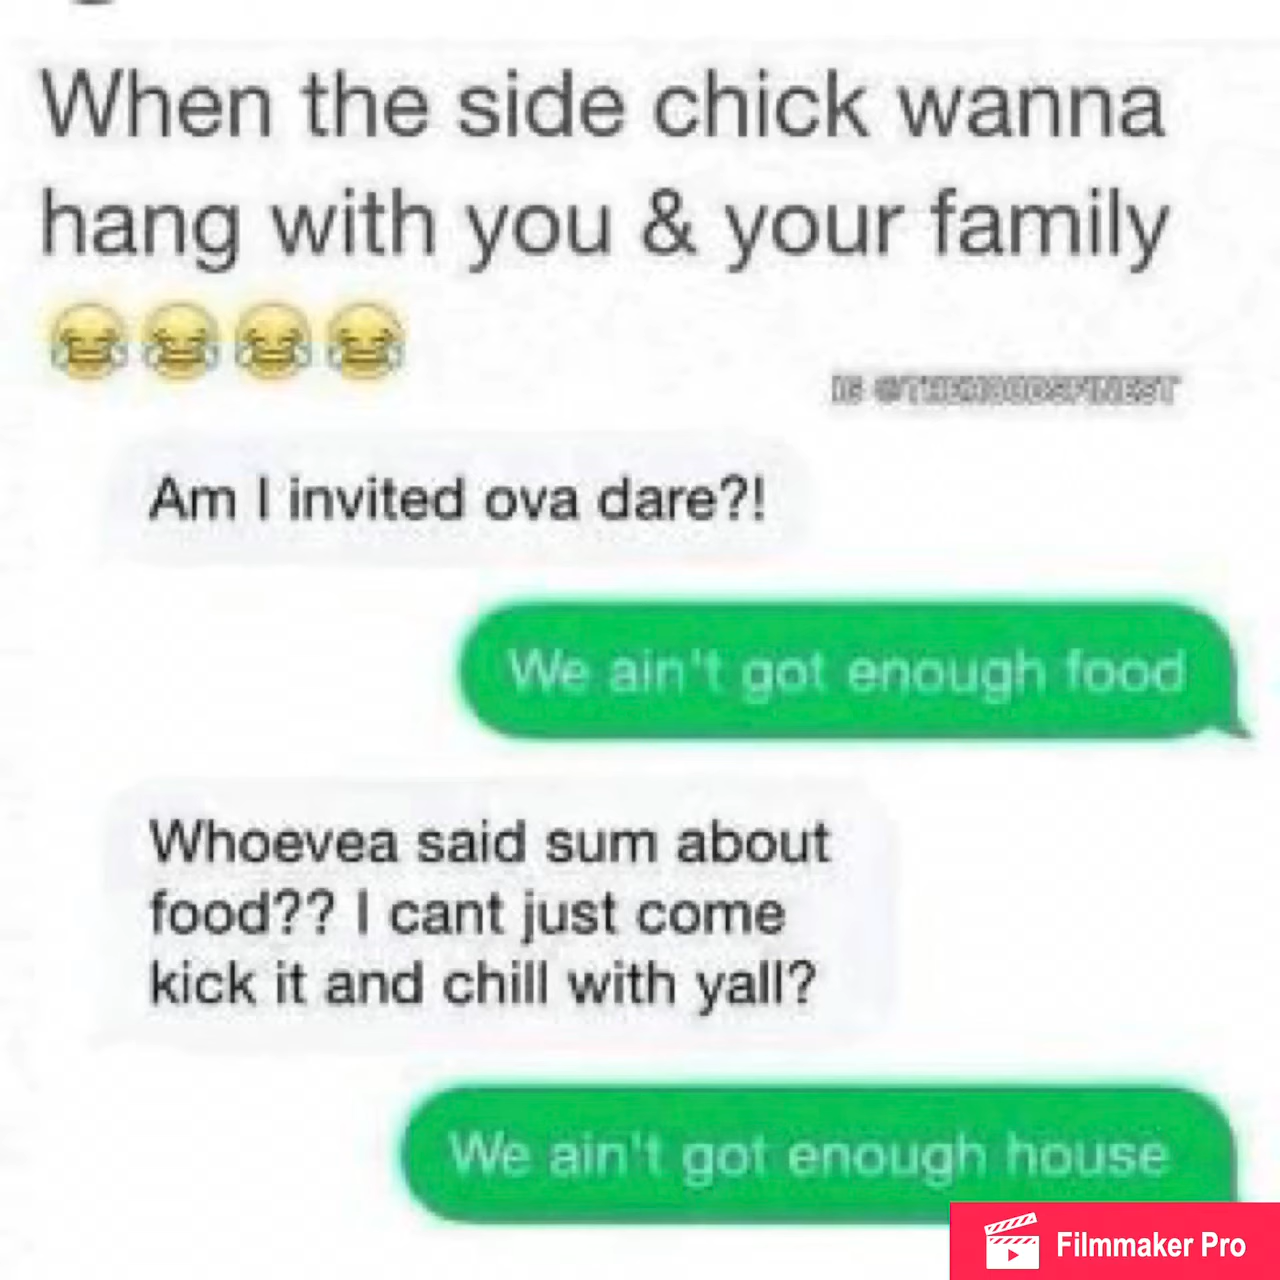 When the side chick wanna
hang with you & your family
😂😂😂😂
IG @THEHOODSFINEST
Am I invited ova dare?!
We ain't got enough food
Whoevea said sum about
food?? I cant just come
kick it and chill with yall?
We ain't got enough house
Filmmaker Pro